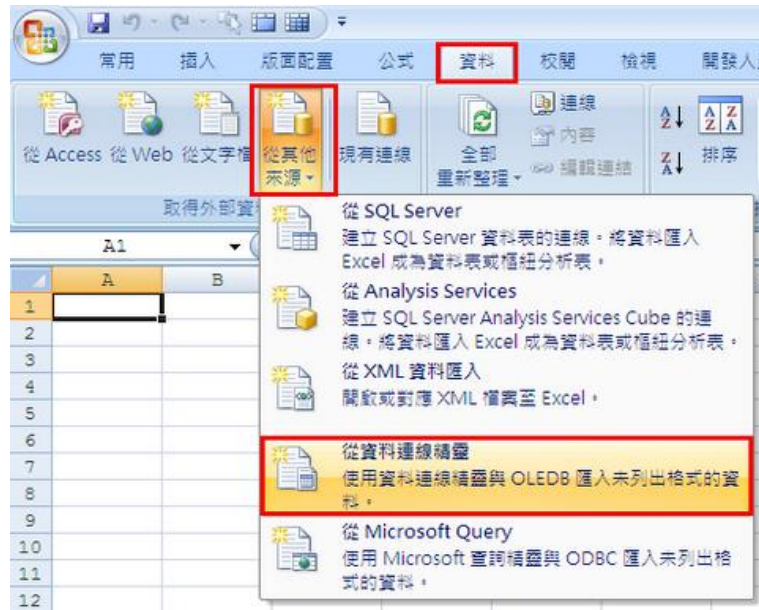 常用 插入 版面配置 公式 資料 校閱 檢視 開發人
從 Access 從 Web 從文字檔 從其他來源 現有連線 全部重新整理 連線 內容 編輯連結 排序
取得外部資
A1
A B
1
2
3
4
5
6
7
8
9
10
11
12
從 SQL Server
建立 SQL Server 資料表的連線。將資料匯入
Excel 成為資料表或樞紐分析表。
從 Analysis Services
建立 SQL Server Analysis Services Cube 的連
線。將資料匯入 Excel 成為資料表或樞紐分析表。
從 XML 資料匯入
開啟或對應 XML 檔案至 Excel。
從資料連線精靈
使用資料連線精靈與 OLEDB 匯入未列出格式的資
料。
從 Microsoft Query
使用 Microsoft 查詢精靈與 ODBC 匯入未列出格
式的資料。